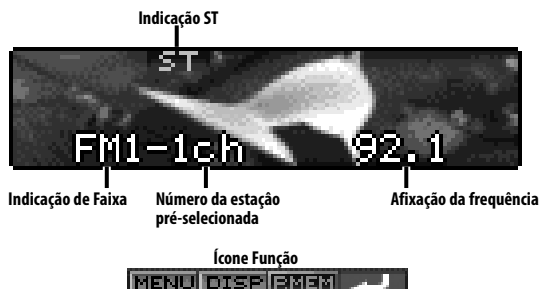 Indicação ST
ST
FM1-1ch 92.1
Indicação de Faixa Número da estaçâo pré-selecionada Afixação da frequência
Ícone Função
MENU DISP BMEM